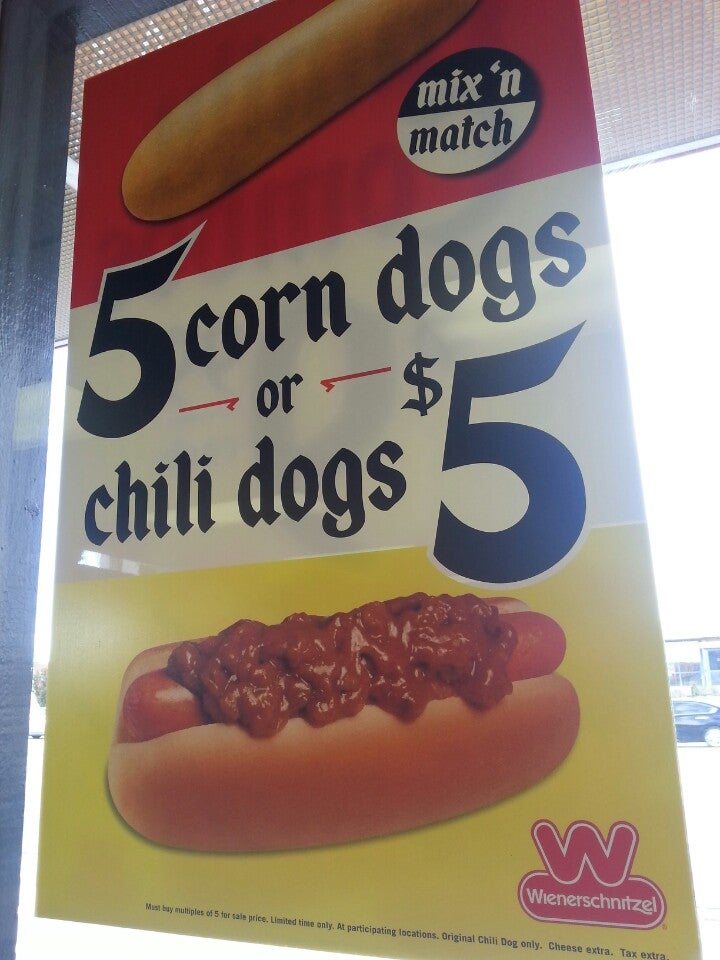 mix 'n
match
5 corn dogs
or
chili dogs $5
W
Wienerschnitzel
Must buy multiples of 5 for sale price. Limited time only. At participating locations. Original Chili Dog only. Cheese extra. Tax extra.